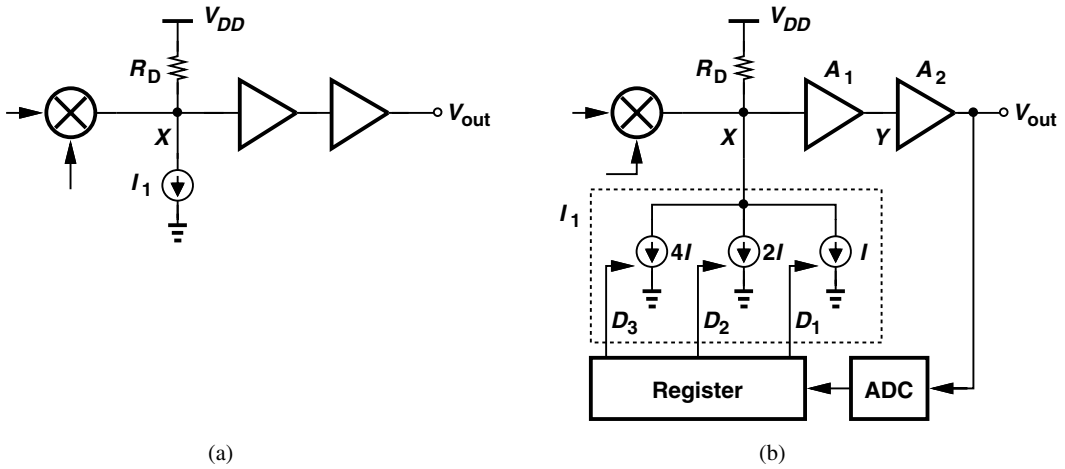 V_DD
R_D
X
I_1
V_out
(a)
V_DD
R_D
A_1
A_2
X
Y
V_out
I_1
4I
2I
I
D_3
D_2
D_1
Register
ADC
(b)